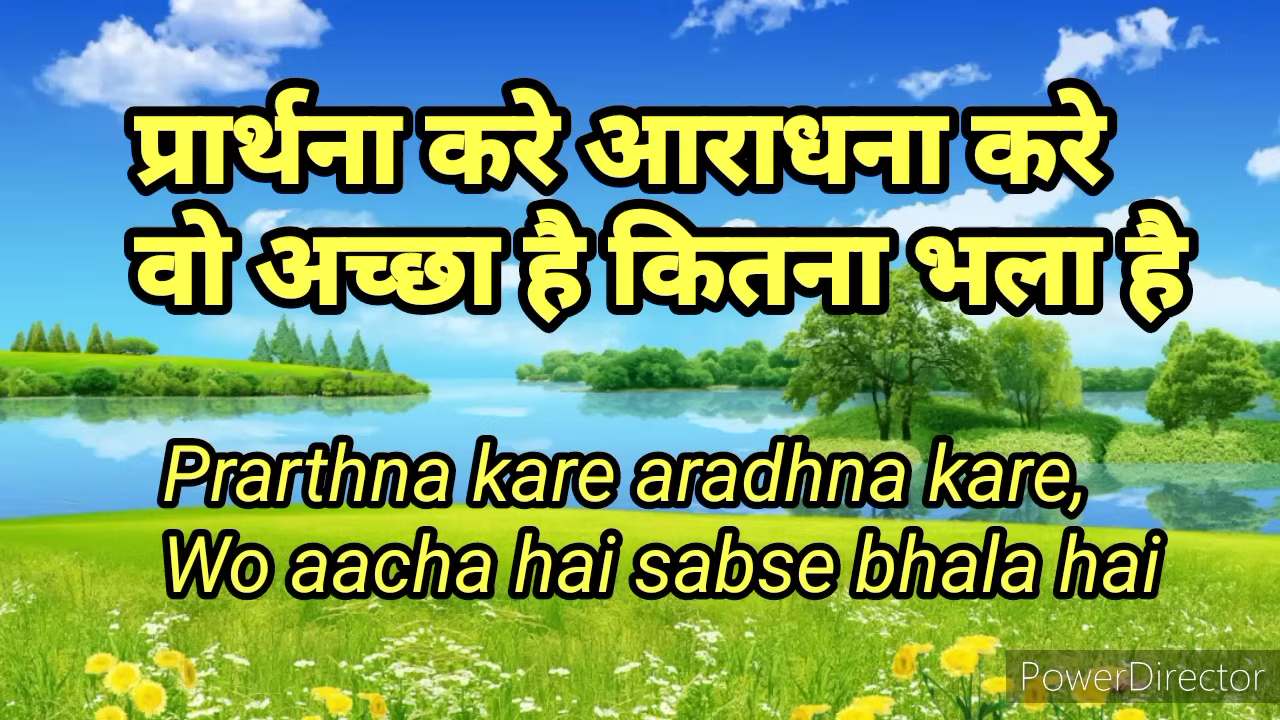 प्रार्थना करे आराधना करे
वो अच्छा है कितना भला है
Prarthna kare aradhna kare,
Wo aacha hai sabse bhala hai
PowerDirector